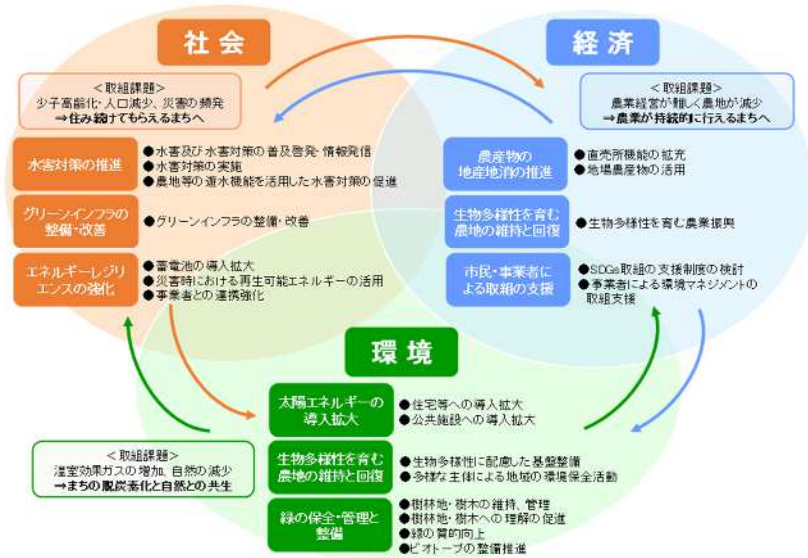 社会
<取組課題>
少子高齢化・人口減少、災害の頻発
→住み続けてもらえるまちへ
水害対策の推進
●水害及び水害対策の普及啓発・情報発信
●水害対策の実施
●農地等の遊水機能を活用した水害対策の促進
グリーンインフラの
整備・改善
●グリーンインフラの整備・改善
エネルギーレジリ
エンスの強化
●蓄電池の導入拡大
●災害時における再生可能エネルギーの活用
●事業者との連携強化
経済
<取組課題>
農業経営が難しく農地が減少
→農業が持続的に行えるまちへ
農産物の
地産地消の推進
●直売所機能の拡充
●地場農産物の活用
生物多様性を育む
農地の維持と回復
●生物多様性を育む農業振興
市民・事業者に
よる取組の支援
●SDGs取組の支援制度の検討
●事業者による環境マネジメントの
取組支援
環境
<取組課題>
温室効果ガスの増加、自然の減少
→まちの脱炭素化と自然との共生
太陽エネルギーの
導入拡大
●住宅等への導入拡大
●公共施設への導入拡大
生物多様性を育む
農地の維持と回復
●生物多様性に配慮した基盤整備
●多様な主体による地域の環境保全活動
緑の保全・管理と
整備
●樹林地・樹木の維持、管理
●樹林地・樹木への理解の促進
●緑の質的向上
●ビオトープの整備推進